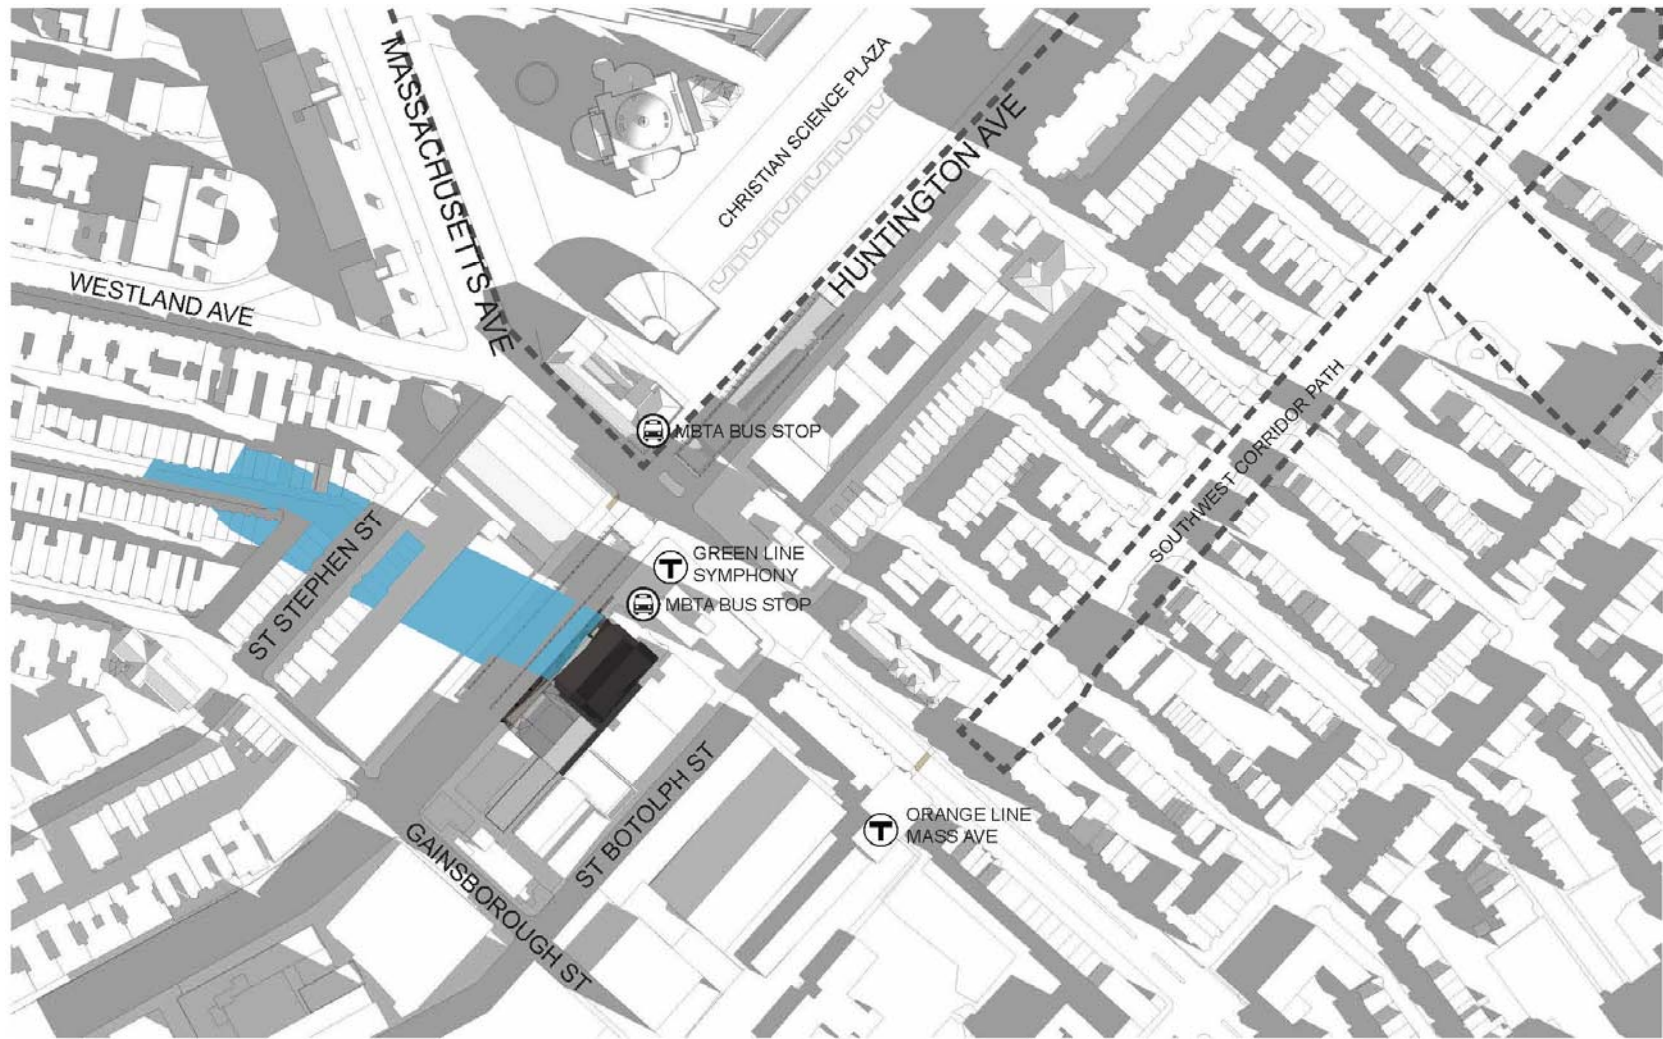 MASSACHUSETTS AVE
CHRISTIAN SCIENCE PLAZA
HUNTINGTON AVE
WESTLAND AVE
MBTA BUS STOP
SOUTHWEST CORRIDOR PATH
ST STEPHEN ST
T
GREEN LINE
SYMPHONY
MBTA BUS STOP
ST BOTOLPH ST
GAINSBOROUGH ST
T
ORANGE LINE
MASS AVE